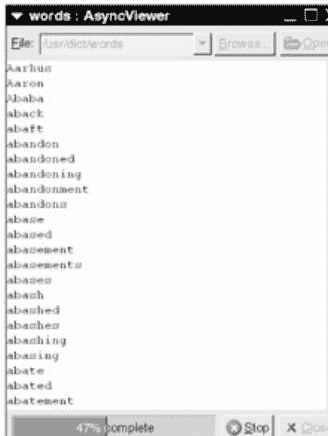 words : AsyncViewer
File: /usr/dict/words Browse... Open
Aarhus
Aaron
Ababa
aback
abaft
abandon
abandoned
abandoning
abandonment
abandons
abase
abased
abasement
abasements
abases
abash
abashed
abashes
abashing
abasing
abate
abated
abatement
47% complete Stop Close